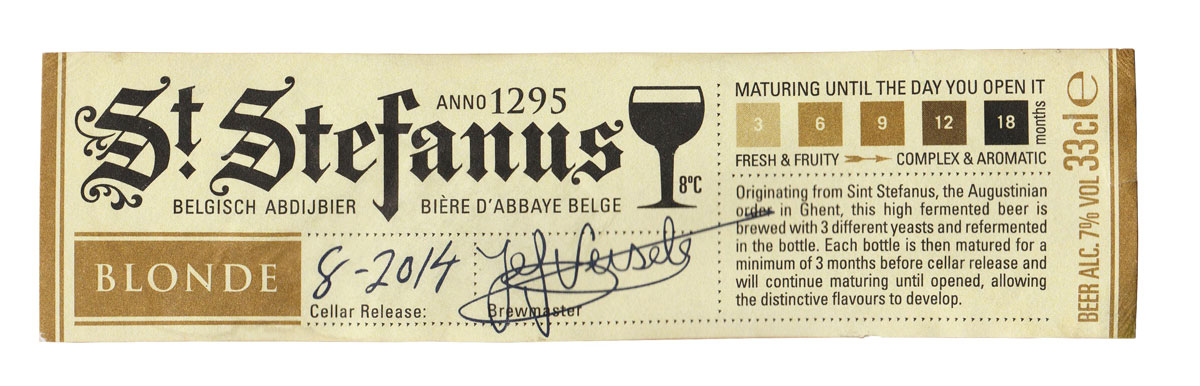 St Stefanus
ANNO 1295
8°C
BELGISCH ABDIJBIER BIÈRE D'ABBAYE BELGE
BLONDE
8-2014
Cellar Release:
Jef Versele
Brewmaster
MATURING UNTIL THE DAY YOU OPEN IT
3 6 9 12 18 months
FRESH & FRUITY COMPLEX & AROMATIC
Originating from Sint Stefanus, the Augustinian
order in Ghent, this high fermented beer is
brewed with 3 different yeasts and refermented
in the bottle. Each bottle is then matured for a
minimum of 3 months before cellar release and
will continue maturing until opened, allowing
the distinctive flavours to develop.
BEER ALC. 7% VOL 33cl e